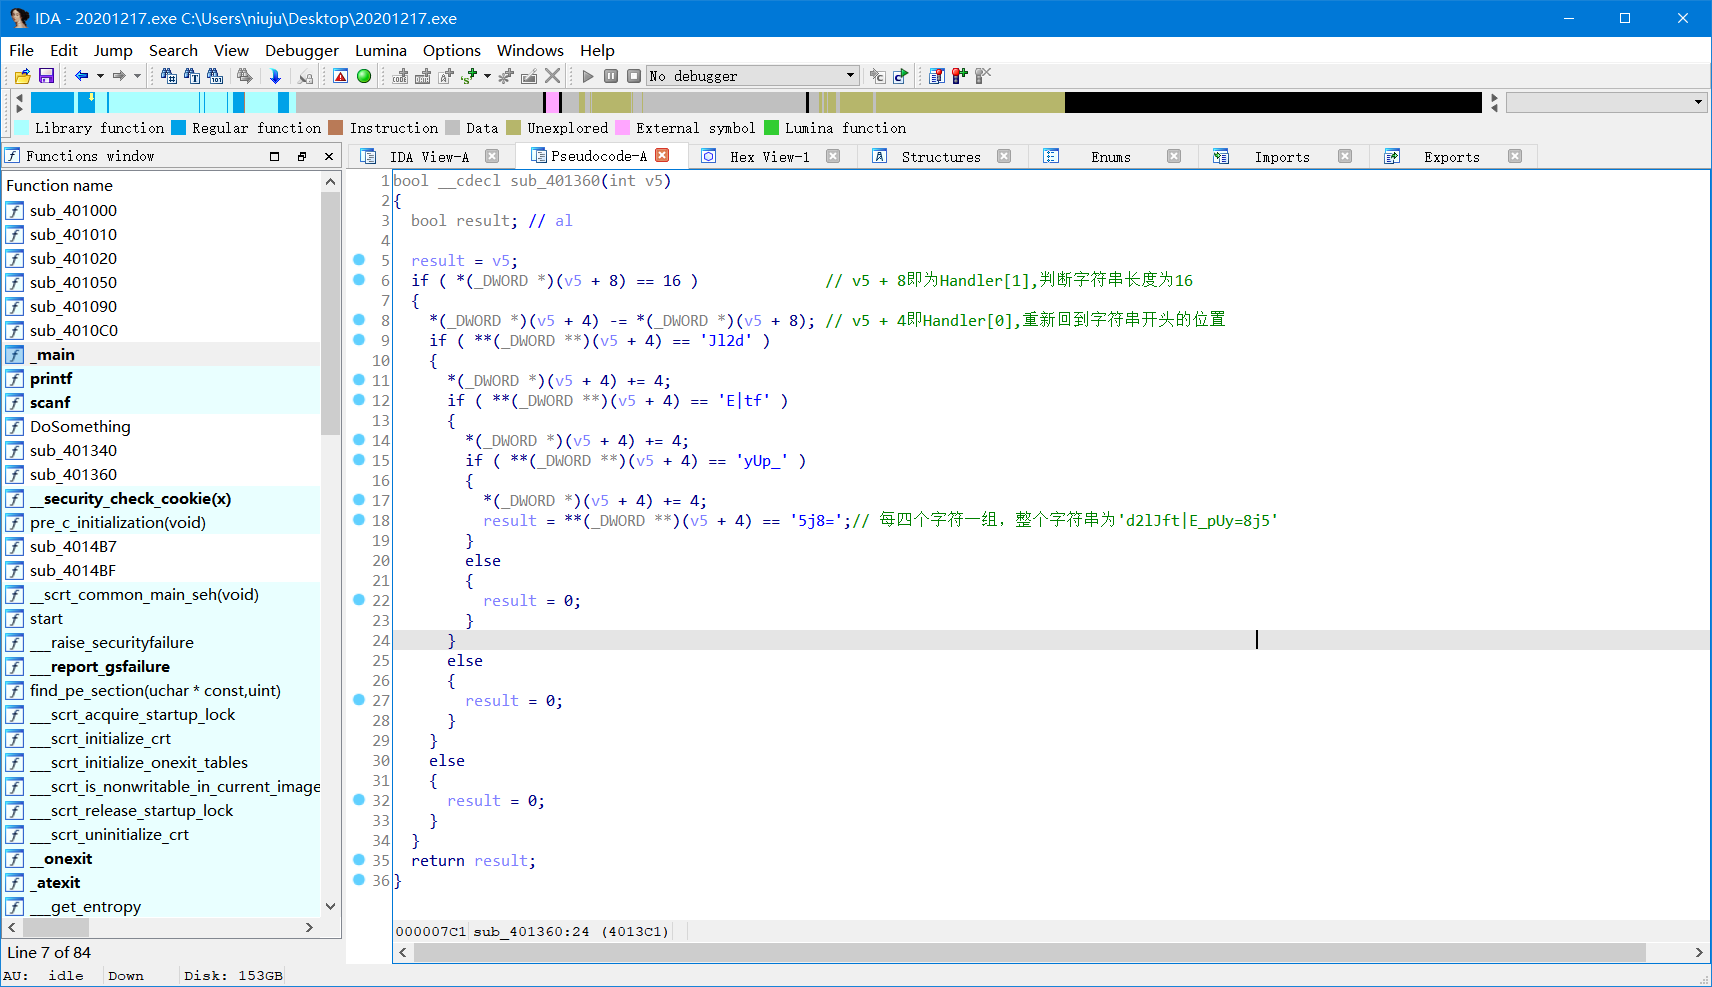 IDA - 20201217.exe C:\Users\niuju\Desktop\20201217.exe
File Edit Jump Search View Debugger Lumina Options Windows Help
No debugger
Library function Regular function Instruction Data Unexplored External symbol Lumina function
Functions window
IDA View-A Pseudocode-A Hex View-1 Structures Enums Imports Exports
Function name
sub_401000
sub_401010
sub_401020
sub_401050
sub_401090
sub_4010C0
_main
printf
scanf
DoSomething
sub_401340
sub_401360
__security_check_cookie(x)
pre_c_initialization(void)
sub_4014B7
sub_4014BF
__scrt_common_main_seh(void)
start
___raise_securityfailure
___report_gsfailure
find_pe_section(uchar * const,uint)
___scrt_acquire_startup_lock
___scrt_initialize_crt
___scrt_initialize_onexit_tables
___scrt_is_nonwritable_in_current_image
___scrt_release_startup_lock
___scrt_uninitialize_crt
__onexit
_atexit
___get_entropy
Line 7 of 84
1 bool __cdecl sub_401360(int v5)
2 {
3 bool result; // al
4
5 result = v5;
6 if ( *(_DWORD *)(v5 + 8) == 16 ) // v5 + 8即为Handler[1],判断字符串长度为16
7 {
8 *(_DWORD *)(v5 + 4) -= *(_DWORD *)(v5 + 8); // v5 + 4即Handler[0],重新回到字符串开头的位置
9 if ( **(_DWORD **)(v5 + 4) == 'Jl2d' )
10 {
11 *(_DWORD *)(v5 + 4) += 4;
12 if ( **(_DWORD **)(v5 + 4) == 'E|tf' )
13 {
14 *(_DWORD *)(v5 + 4) += 4;
15 if ( **(_DWORD **)(v5 + 4) == 'yUp_' )
16 {
17 *(_DWORD *)(v5 + 4) += 4;
18 result = **(_DWORD **)(v5 + 4) == '5j8=';// 每四个字符一组，整个字符串为'd2lJft|E_pUy=8j5'
19 }
20 else
21 {
22 result = 0;
23 }
24 }
25 else
26 {
27 result = 0;
28 }
29 }
30 else
31 {
32 result = 0;
33 }
34 }
35 return result;
36 }
000007C1 sub_401360:24 (4013C1)
AU: idle Down Disk: 153GB